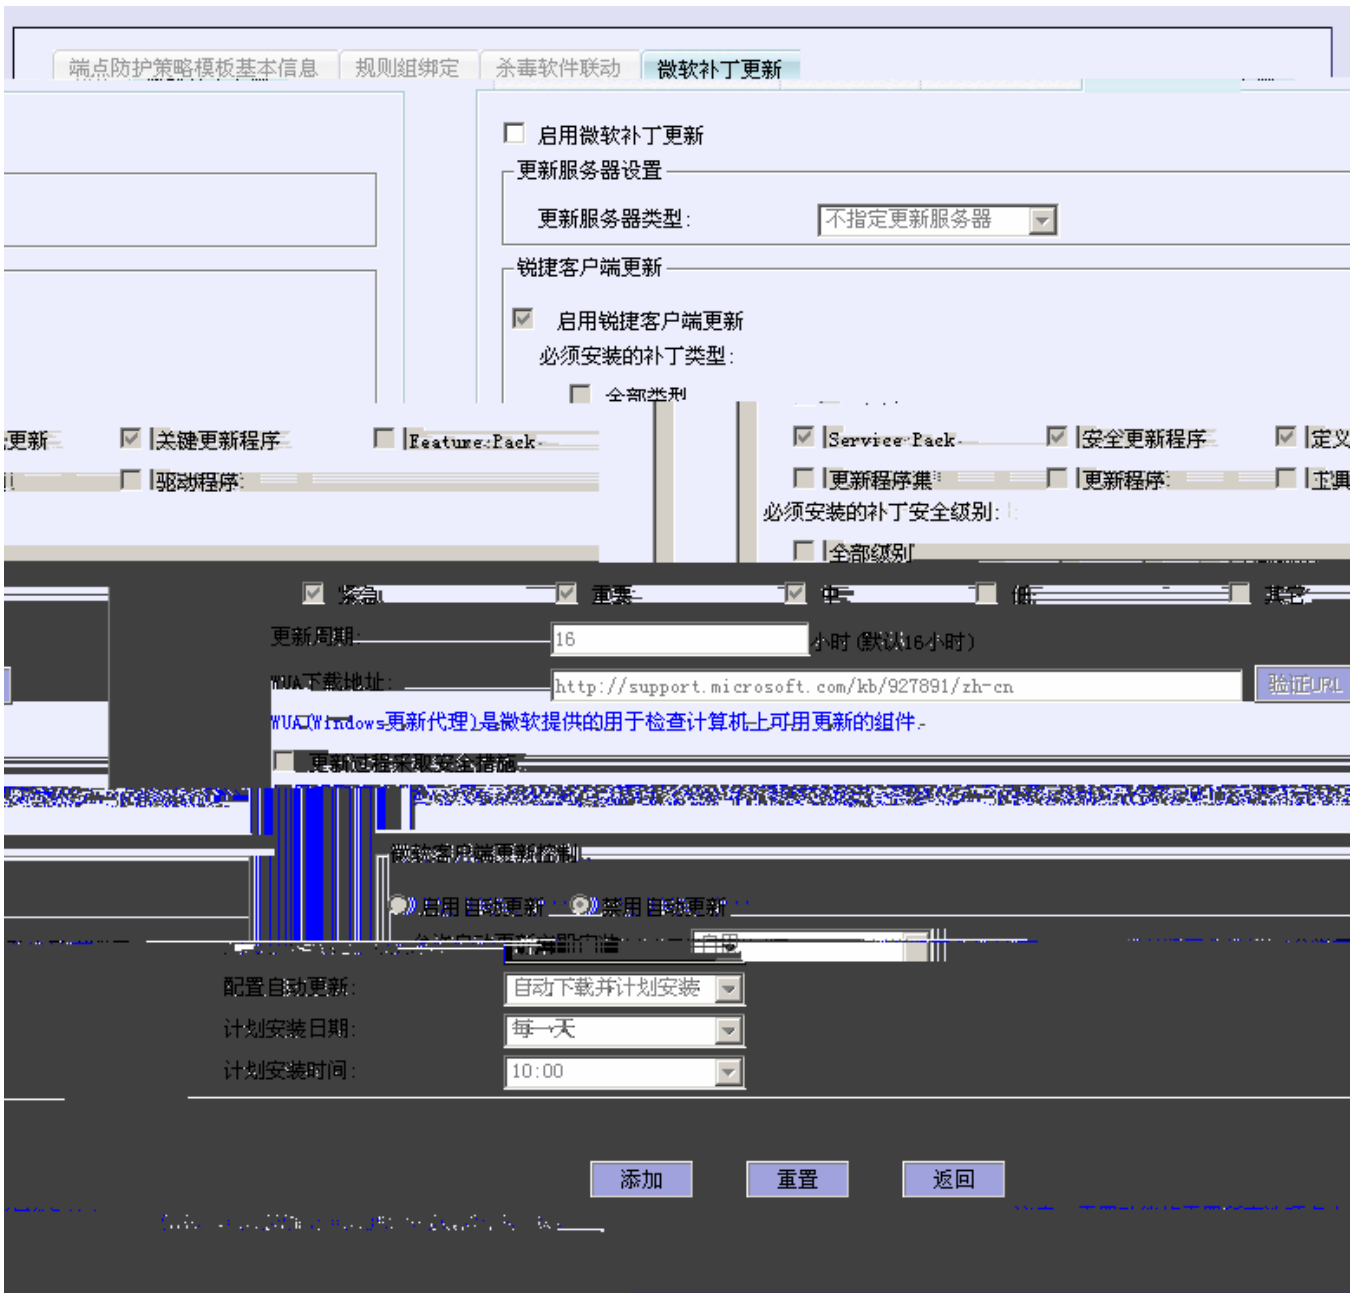 端点防护策略模板基本信息 规则组绑定 杀毒软件联动 微软补丁更新
启用微软补丁更新
更新服务器设置
更新服务器类型: 不指定更新服务器
锐捷客户端更新
启用锐捷客户端更新
必须安装的补丁类型:
全部类型
更新 关键更新程序 Feature Pack Service Pack 安全更新程序 定义
驱动程序 更新程序集 更新程序 工具
必须安装的补丁安全级别:
全部级别
紧急 重要 中 低 其它
更新周期: 16 小时(默认16小时)
WUA下载地址: http://support.microsoft.com/kb/927891/zh-cn 验证URL
WUA(Windows更新代理)是微软提供的用于检查计算机上可用更新的组件.
更新过程采取安全措施
微软客户端更新控制
启用自动更新 禁用自动更新
配置自动更新: 自动下载并计划安装
计划安装日期: 每一天
计划安装时间: 10:00
添加 重置 返回